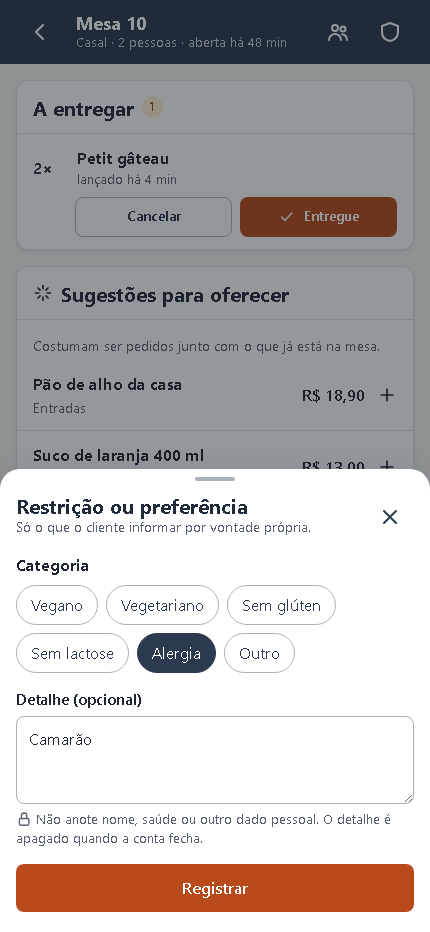 Mesa 10
Casal · 2 pessoas · aberta há 48 min
A entregar 1
2× Petit gâteau
lançado há 4 min
Cancelar Entregue
Sugestões para oferecer
Costumam ser pedidos junto com o que já está na mesa.
Pão de alho da casa
R$ 18,90
Entradas
Suco de laranja 400 ml
R$ 13,00
Restrição ou preferência
Só o que o cliente informar por vontade própria.
Categoria
Vegano Vegetariano Sem glúten
Sem lactose Alergia Outro
Detalhe (opcional)
Camarão
Não anote nome, saúde ou outro dado pessoal. O detalhe é
apagado quando a conta fecha.
Registrar